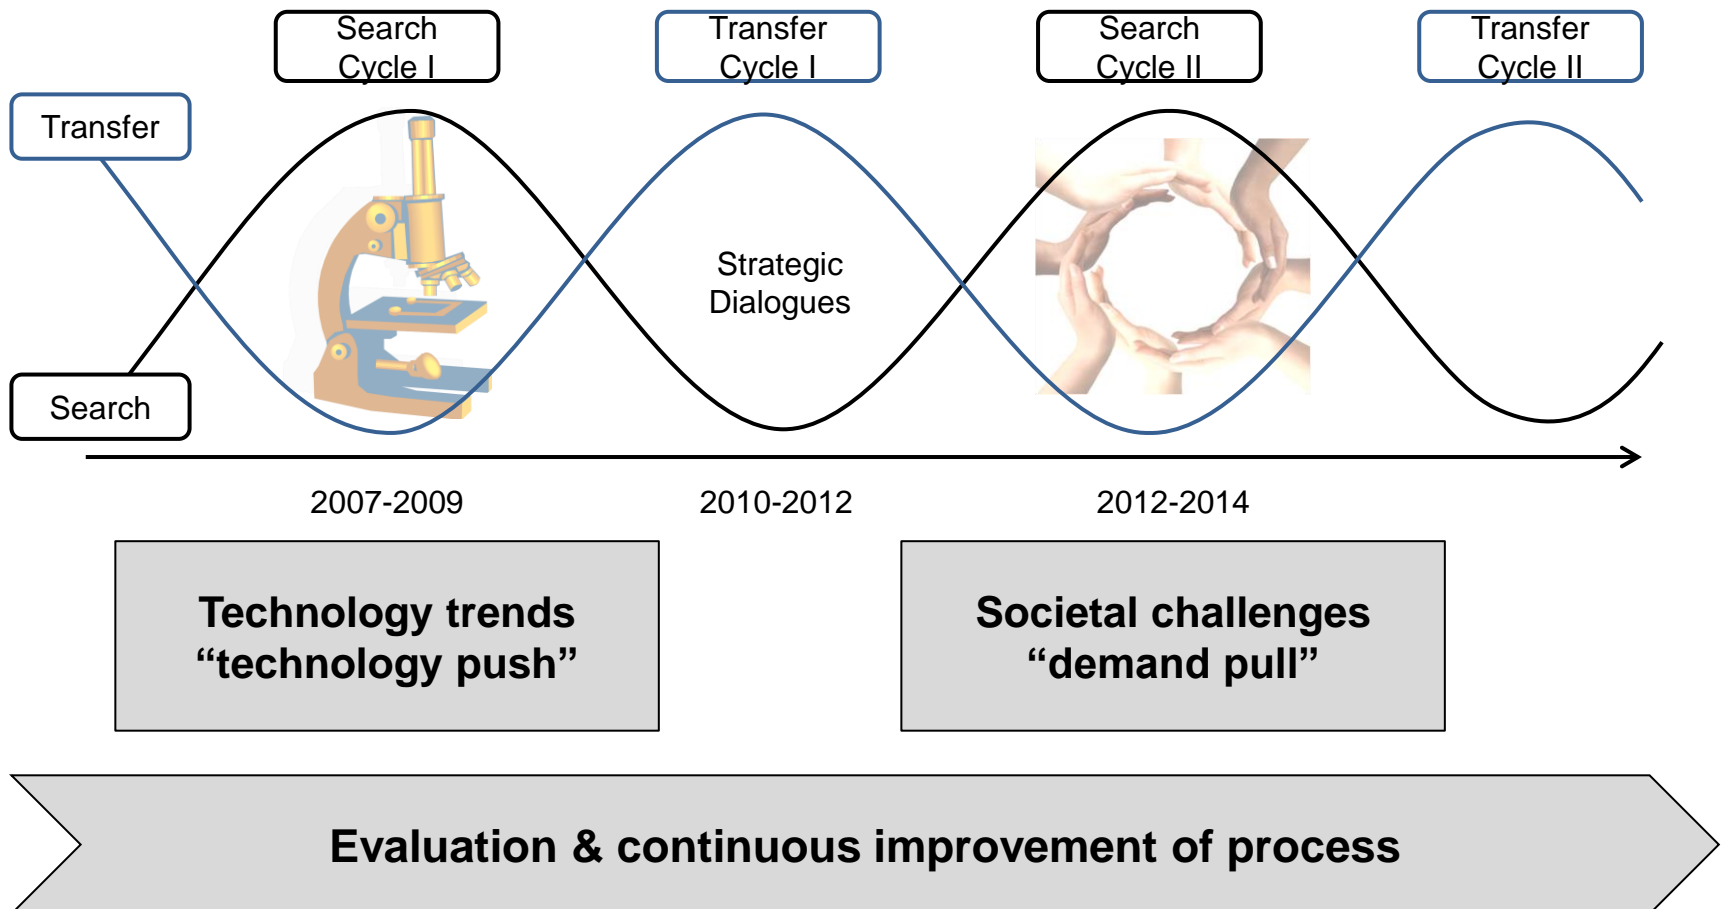 Search
Cycle I
Transfer
Cycle I
Search
Cycle II
Transfer
Cycle II
Transfer
Strategic
Dialogues
Search
2007-2009
2010-2012
2012-2014
Technology trends
“technology push”
Societal challenges
“demand pull”
Evaluation & continuous improvement of process